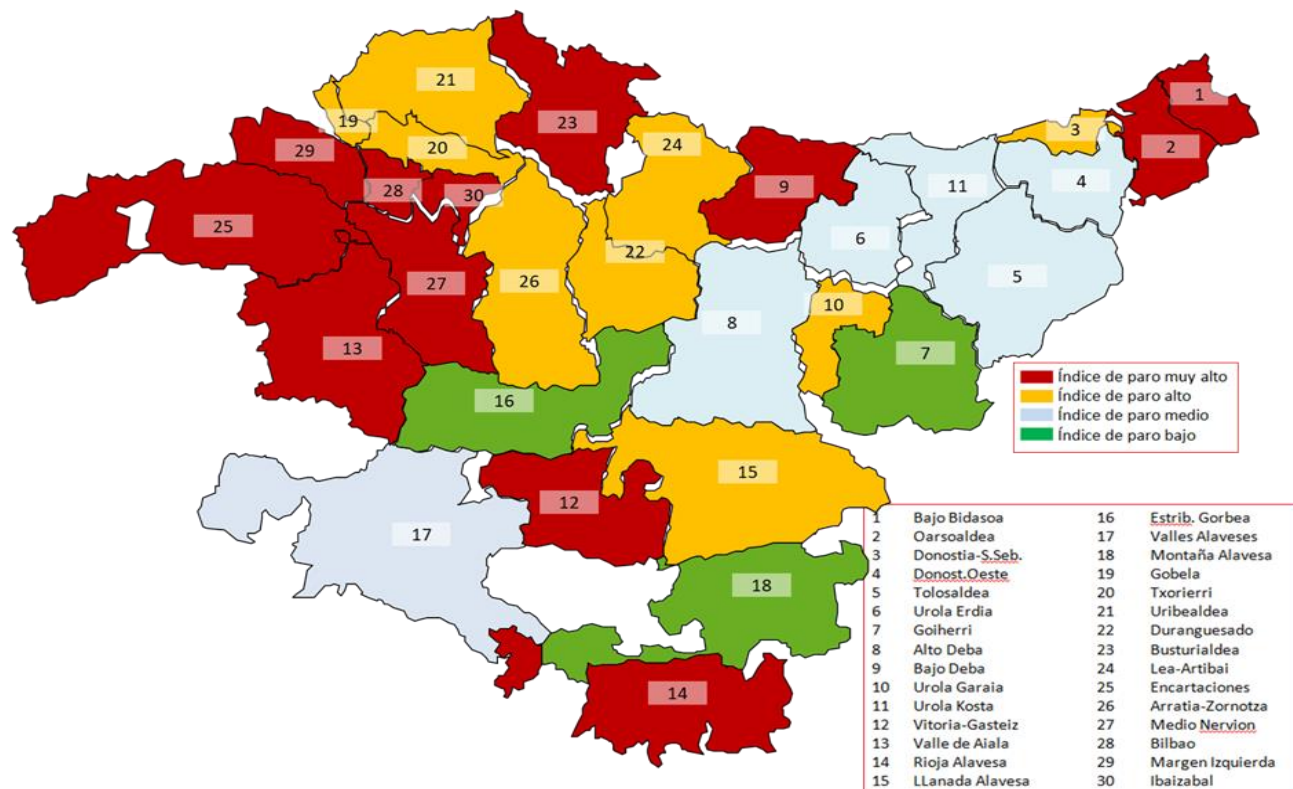 21
23
1
19
3
2
20
24
29
4
28
9
11
30
25
6
22
5
27
26
10
8
13
7
16
Índice de paro muy alto
Índice de paro alto
Índice de paro medio
Índice de paro bajo
15
12
17
18
14
1 Bajo Bidasoa 16 Estrib. Gorbea
2 Oarsoaldea 17 Valles Alaveses
3 Donostia-S.Seb. 18 Montaña Alavesa
4 Donost.Oeste 19 Gobela
5 Tolosaldea 20 Txorierri
6 Urola Erdia 21 Uribealdea
7 Goiherri 22 Duranguesado
8 Alto Deba 23 Busturialdea
9 Bajo Deba 24 Lea-Artibai
10 Urola Garaia 25 Encartaciones
11 Urola Kosta 26 Arratia-Zornotza
12 Vitoria-Gasteiz 27 Medio Nervion
13 Valle de Aiala 28 Bilbao
14 Rioja Alavesa 29 Margen Izquierda
15 LLanada Alavesa 30 Ibaizabal